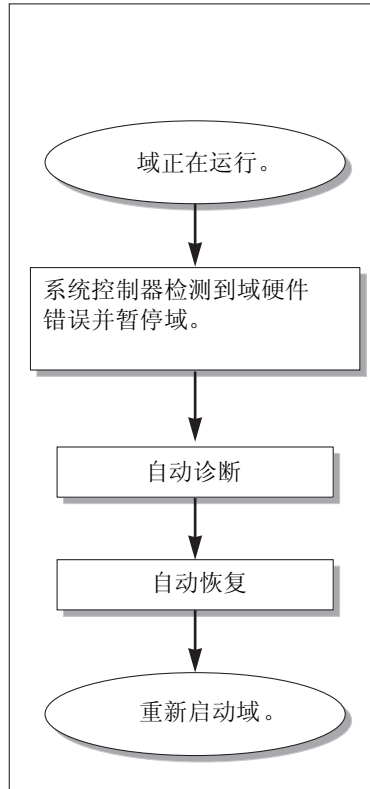 域正在运行。
系统控制器检测到域硬件
错误并暂停域。
自动诊断
自动恢复
重新启动域。